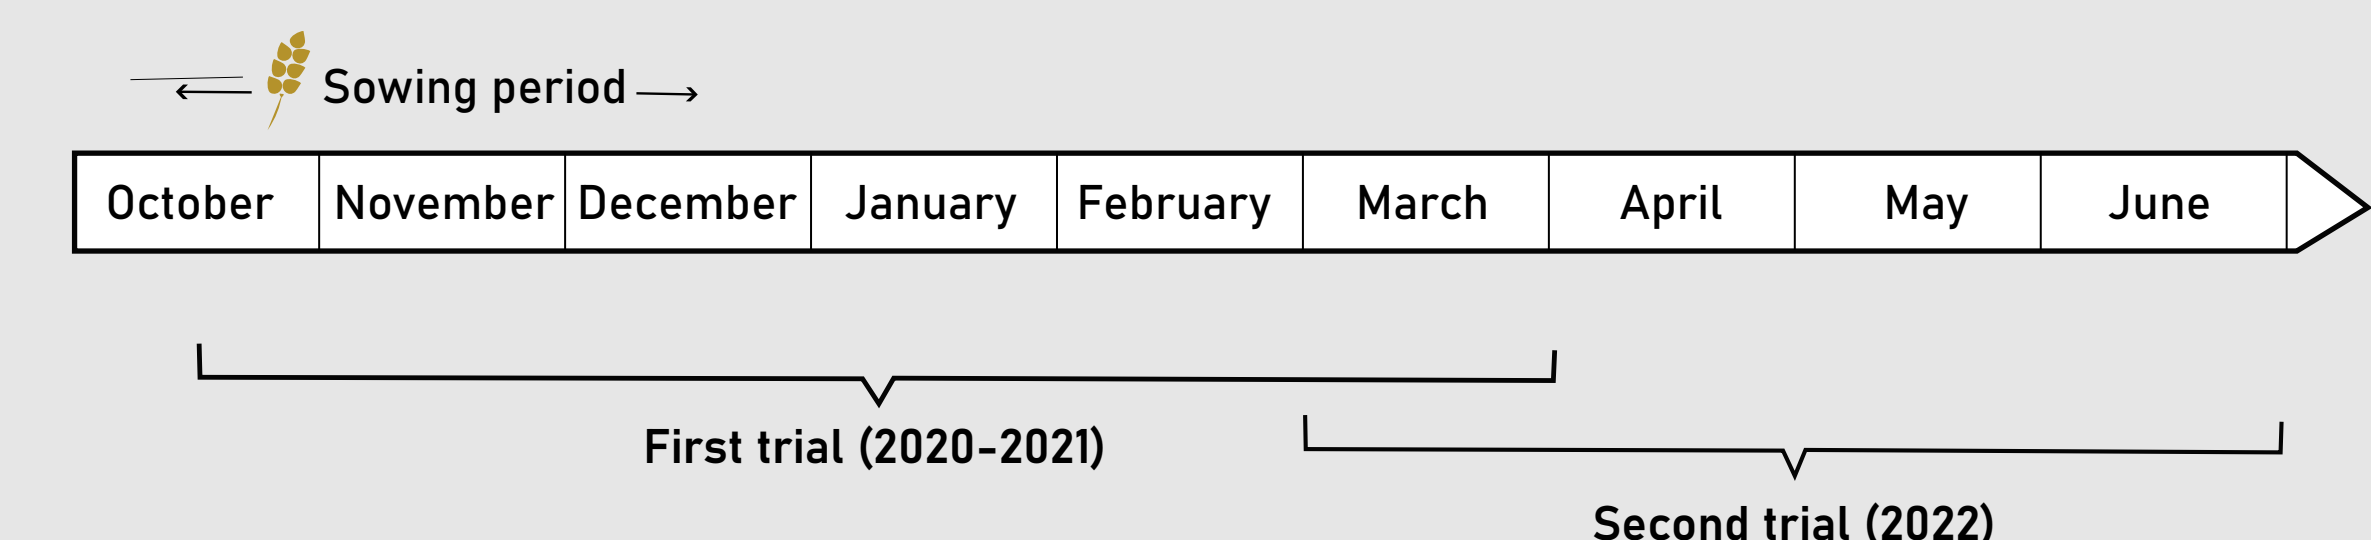 Sowing period
October November December January February March April May June
First trial (2020-2021)
Second trial (2022)